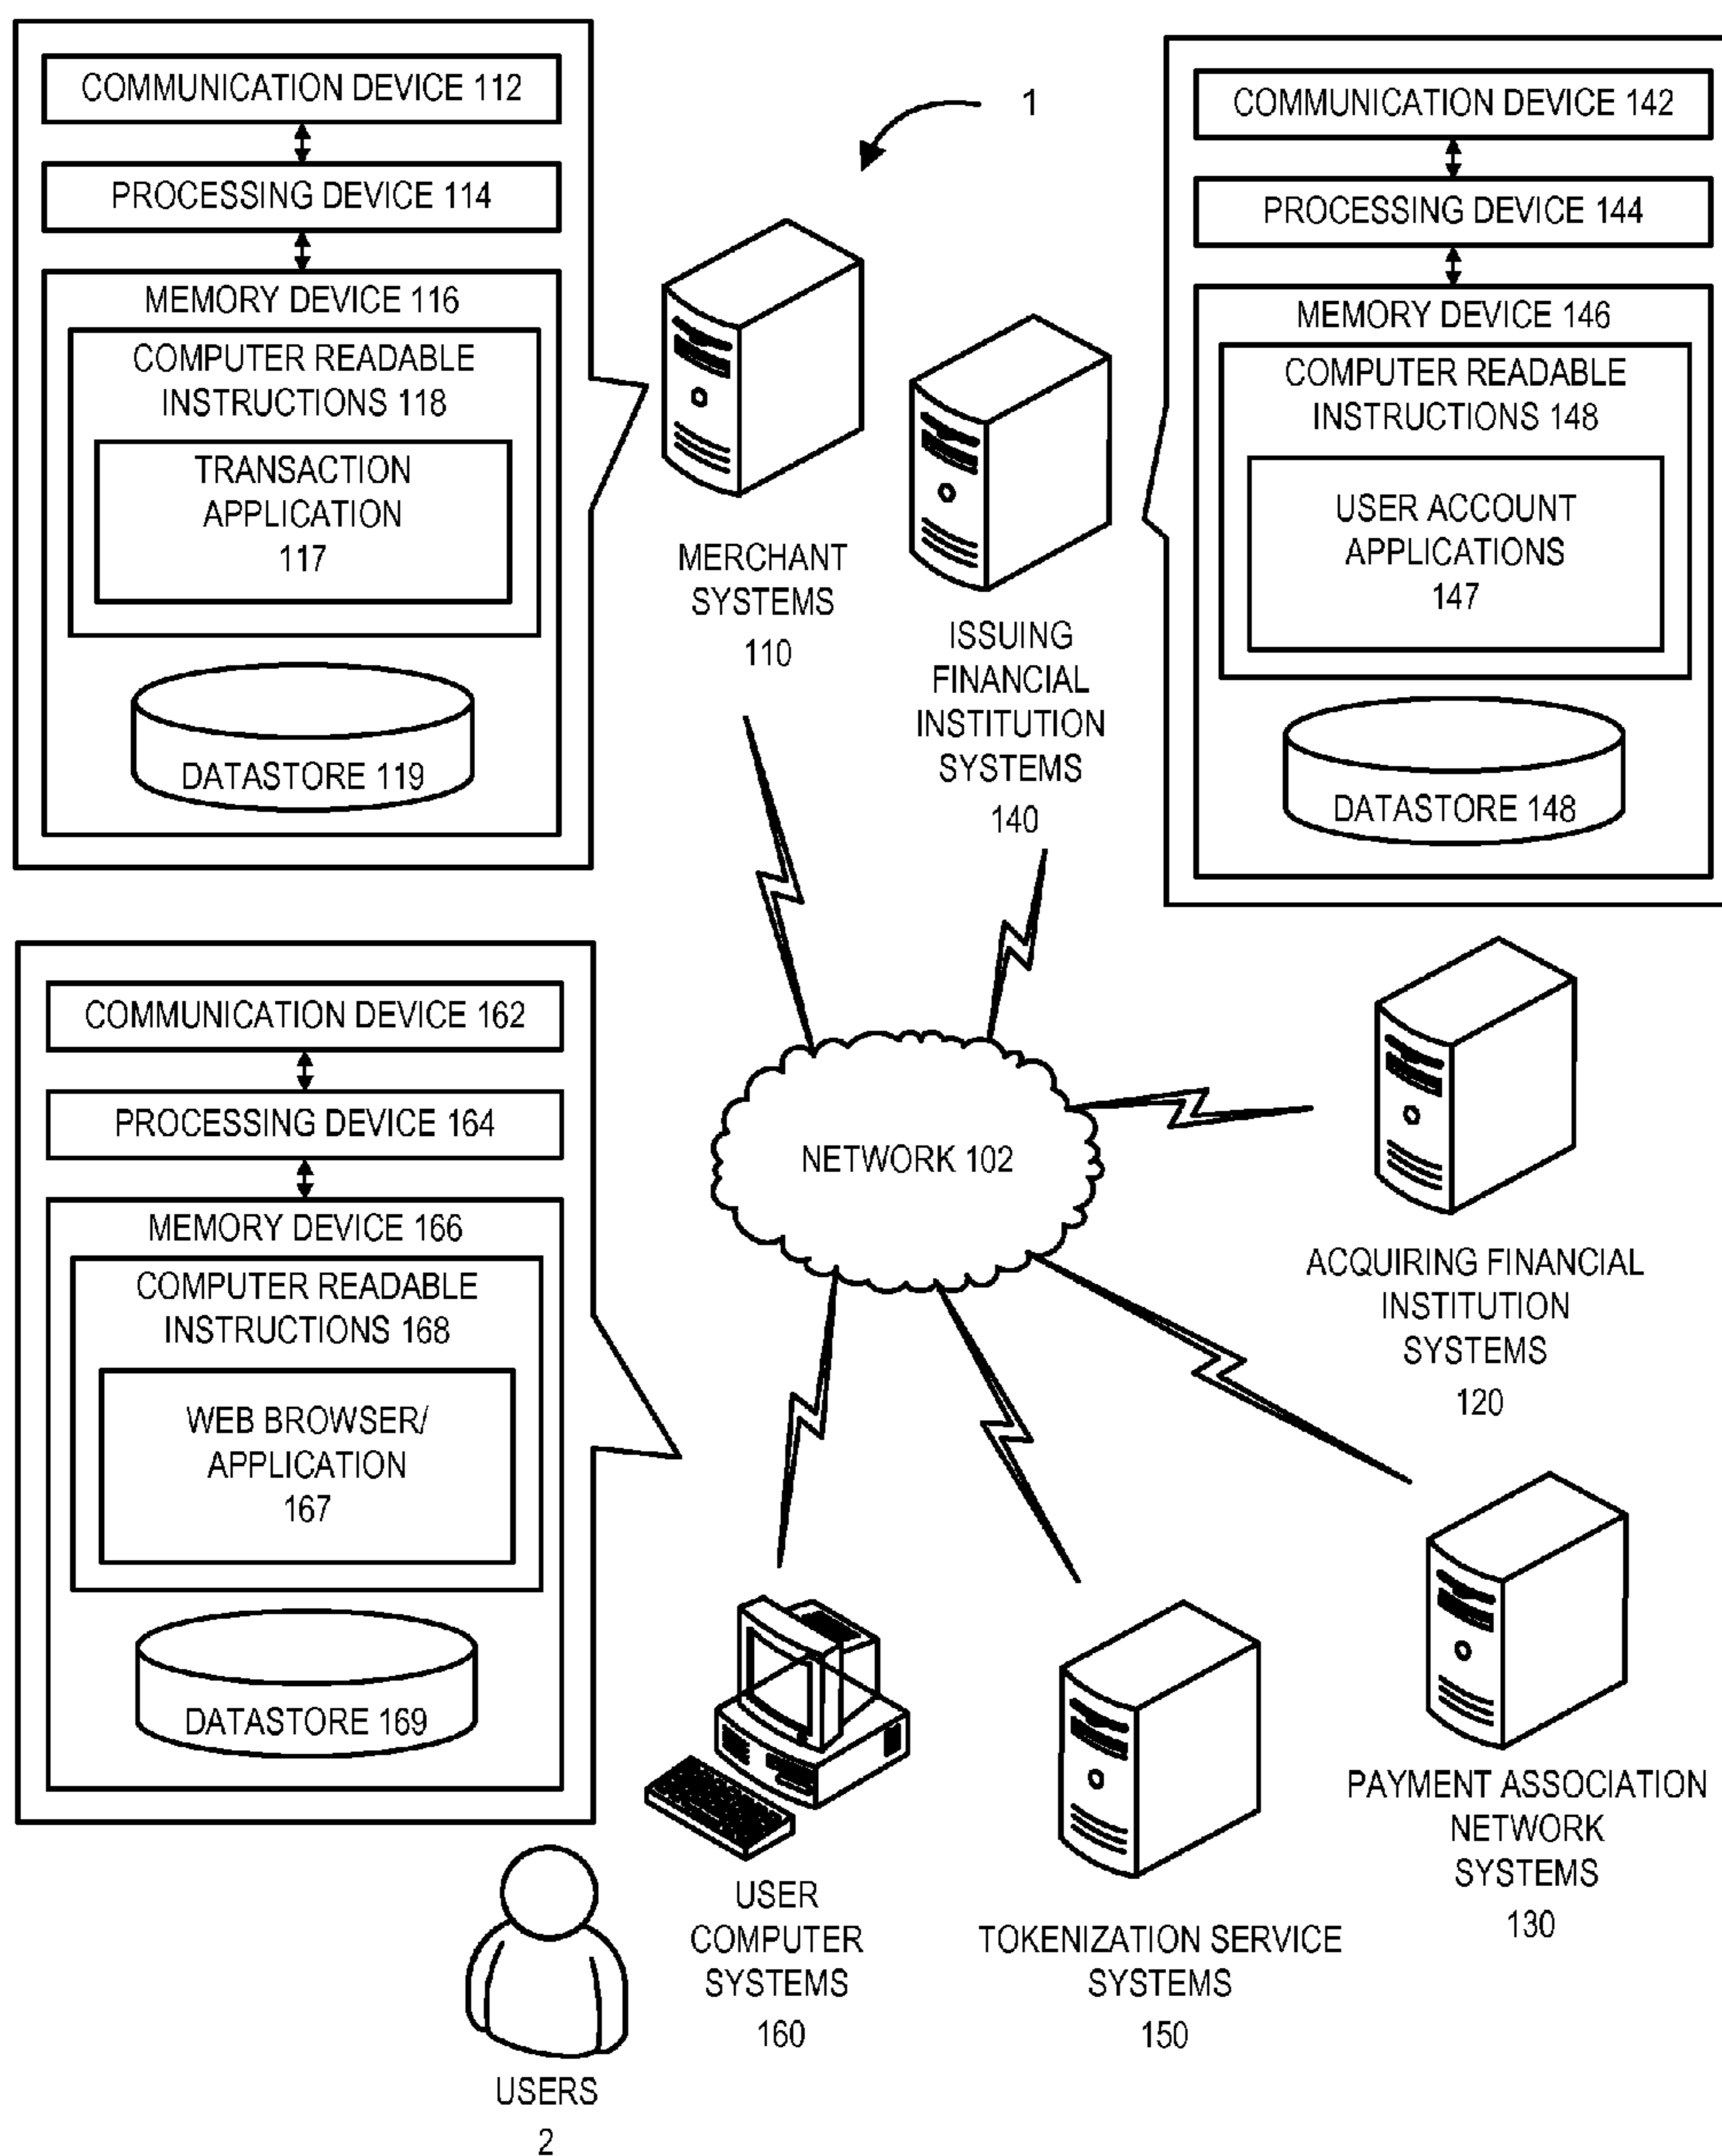 COMMUNICATION DEVICE 112
PROCESSING DEVICE 114
MEMORY DEVICE 116
COMPUTER READABLE
INSTRUCTIONS 118
TRANSACTION
APPLICATION
117
DATASTORE 119
1
COMMUNICATION DEVICE 142
PROCESSING DEVICE 144
MEMORY DEVICE 146
COMPUTER READABLE
INSTRUCTIONS 148
USER ACCOUNT
APPLICATIONS
147
DATASTORE 148
MERCHANT
SYSTEMS
110
ISSUING
FINANCIAL
INSTITUTION
SYSTEMS
140
COMMUNICATION DEVICE 162
PROCESSING DEVICE 164
MEMORY DEVICE 166
COMPUTER READABLE
INSTRUCTIONS 168
WEB BROWSER/
APPLICATION
167
DATASTORE 169
NETWORK 102
ACQUIRING FINANCIAL
INSTITUTION
SYSTEMS
120
PAYMENT ASSOCIATION
NETWORK
SYSTEMS
130
USER
COMPUTER
SYSTEMS
160
TOKENIZATION SERVICE
SYSTEMS
150
USERS
2